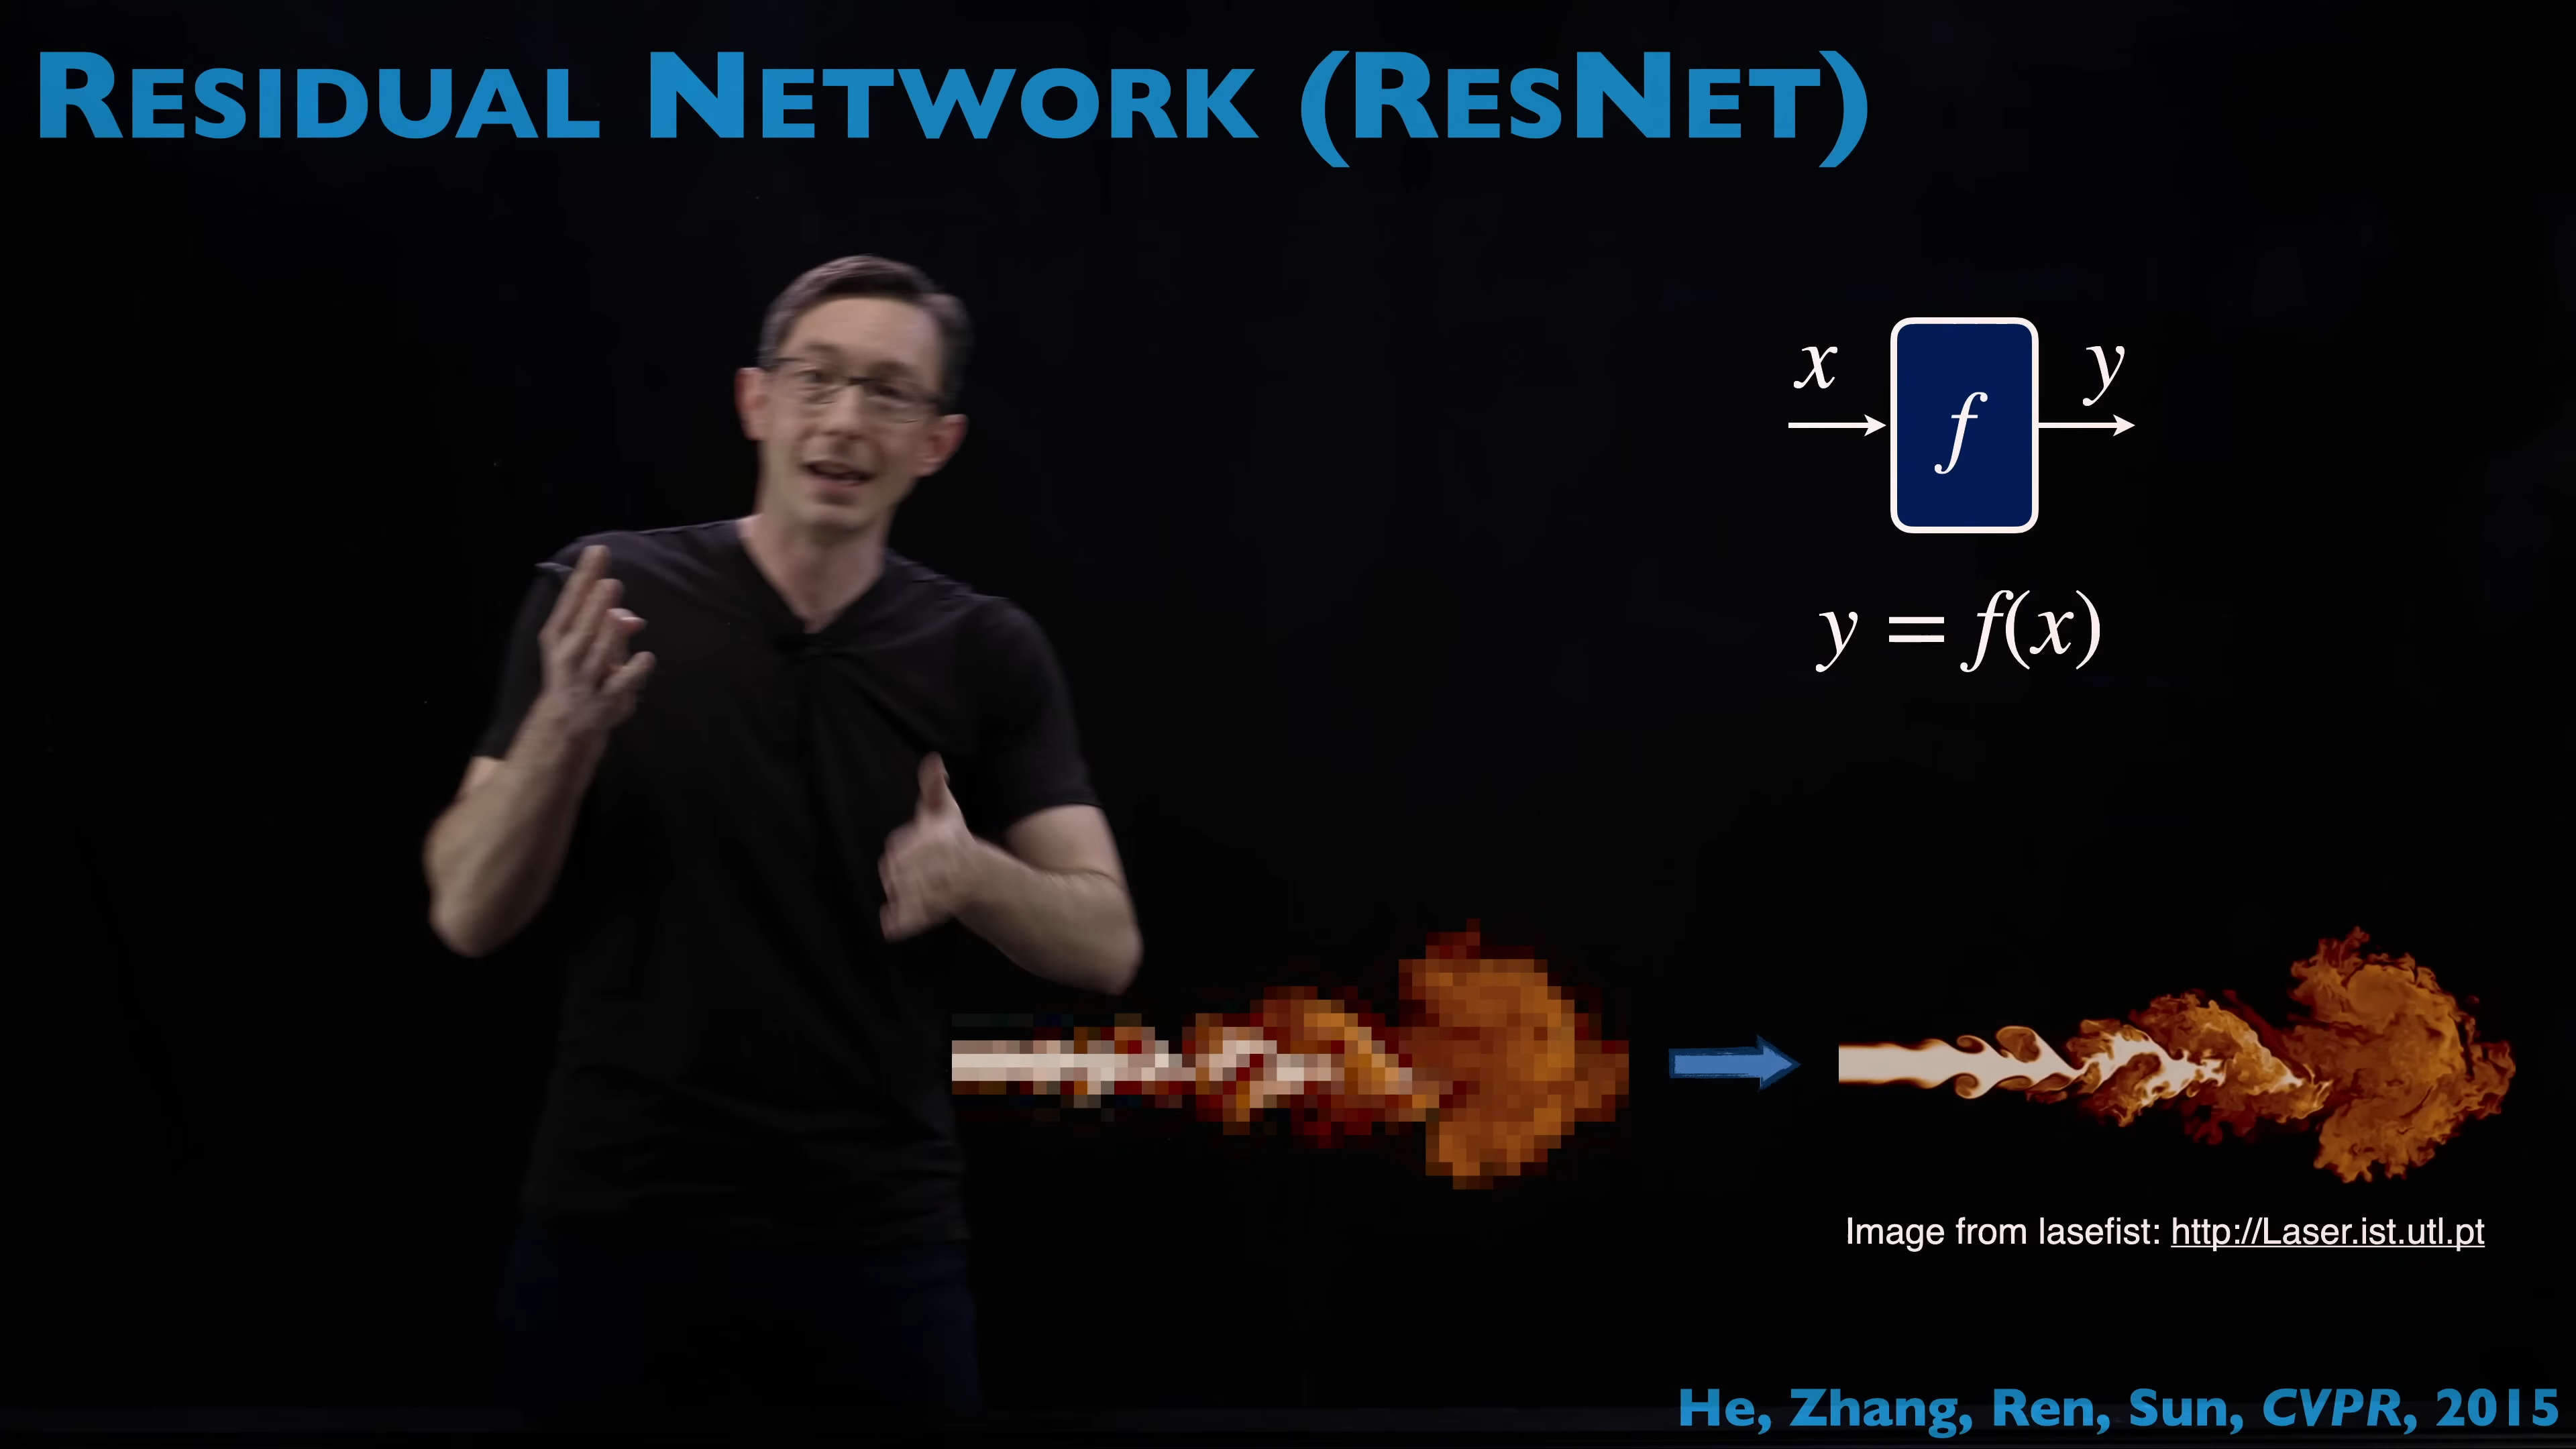 RESIDUAL NETWORK (RESNET)
x
y
f
y = f(x)
Image from lasefist: http://Laser.ist.utl.pt
He, Zhang, Ren, Sun, CVPR, 2015